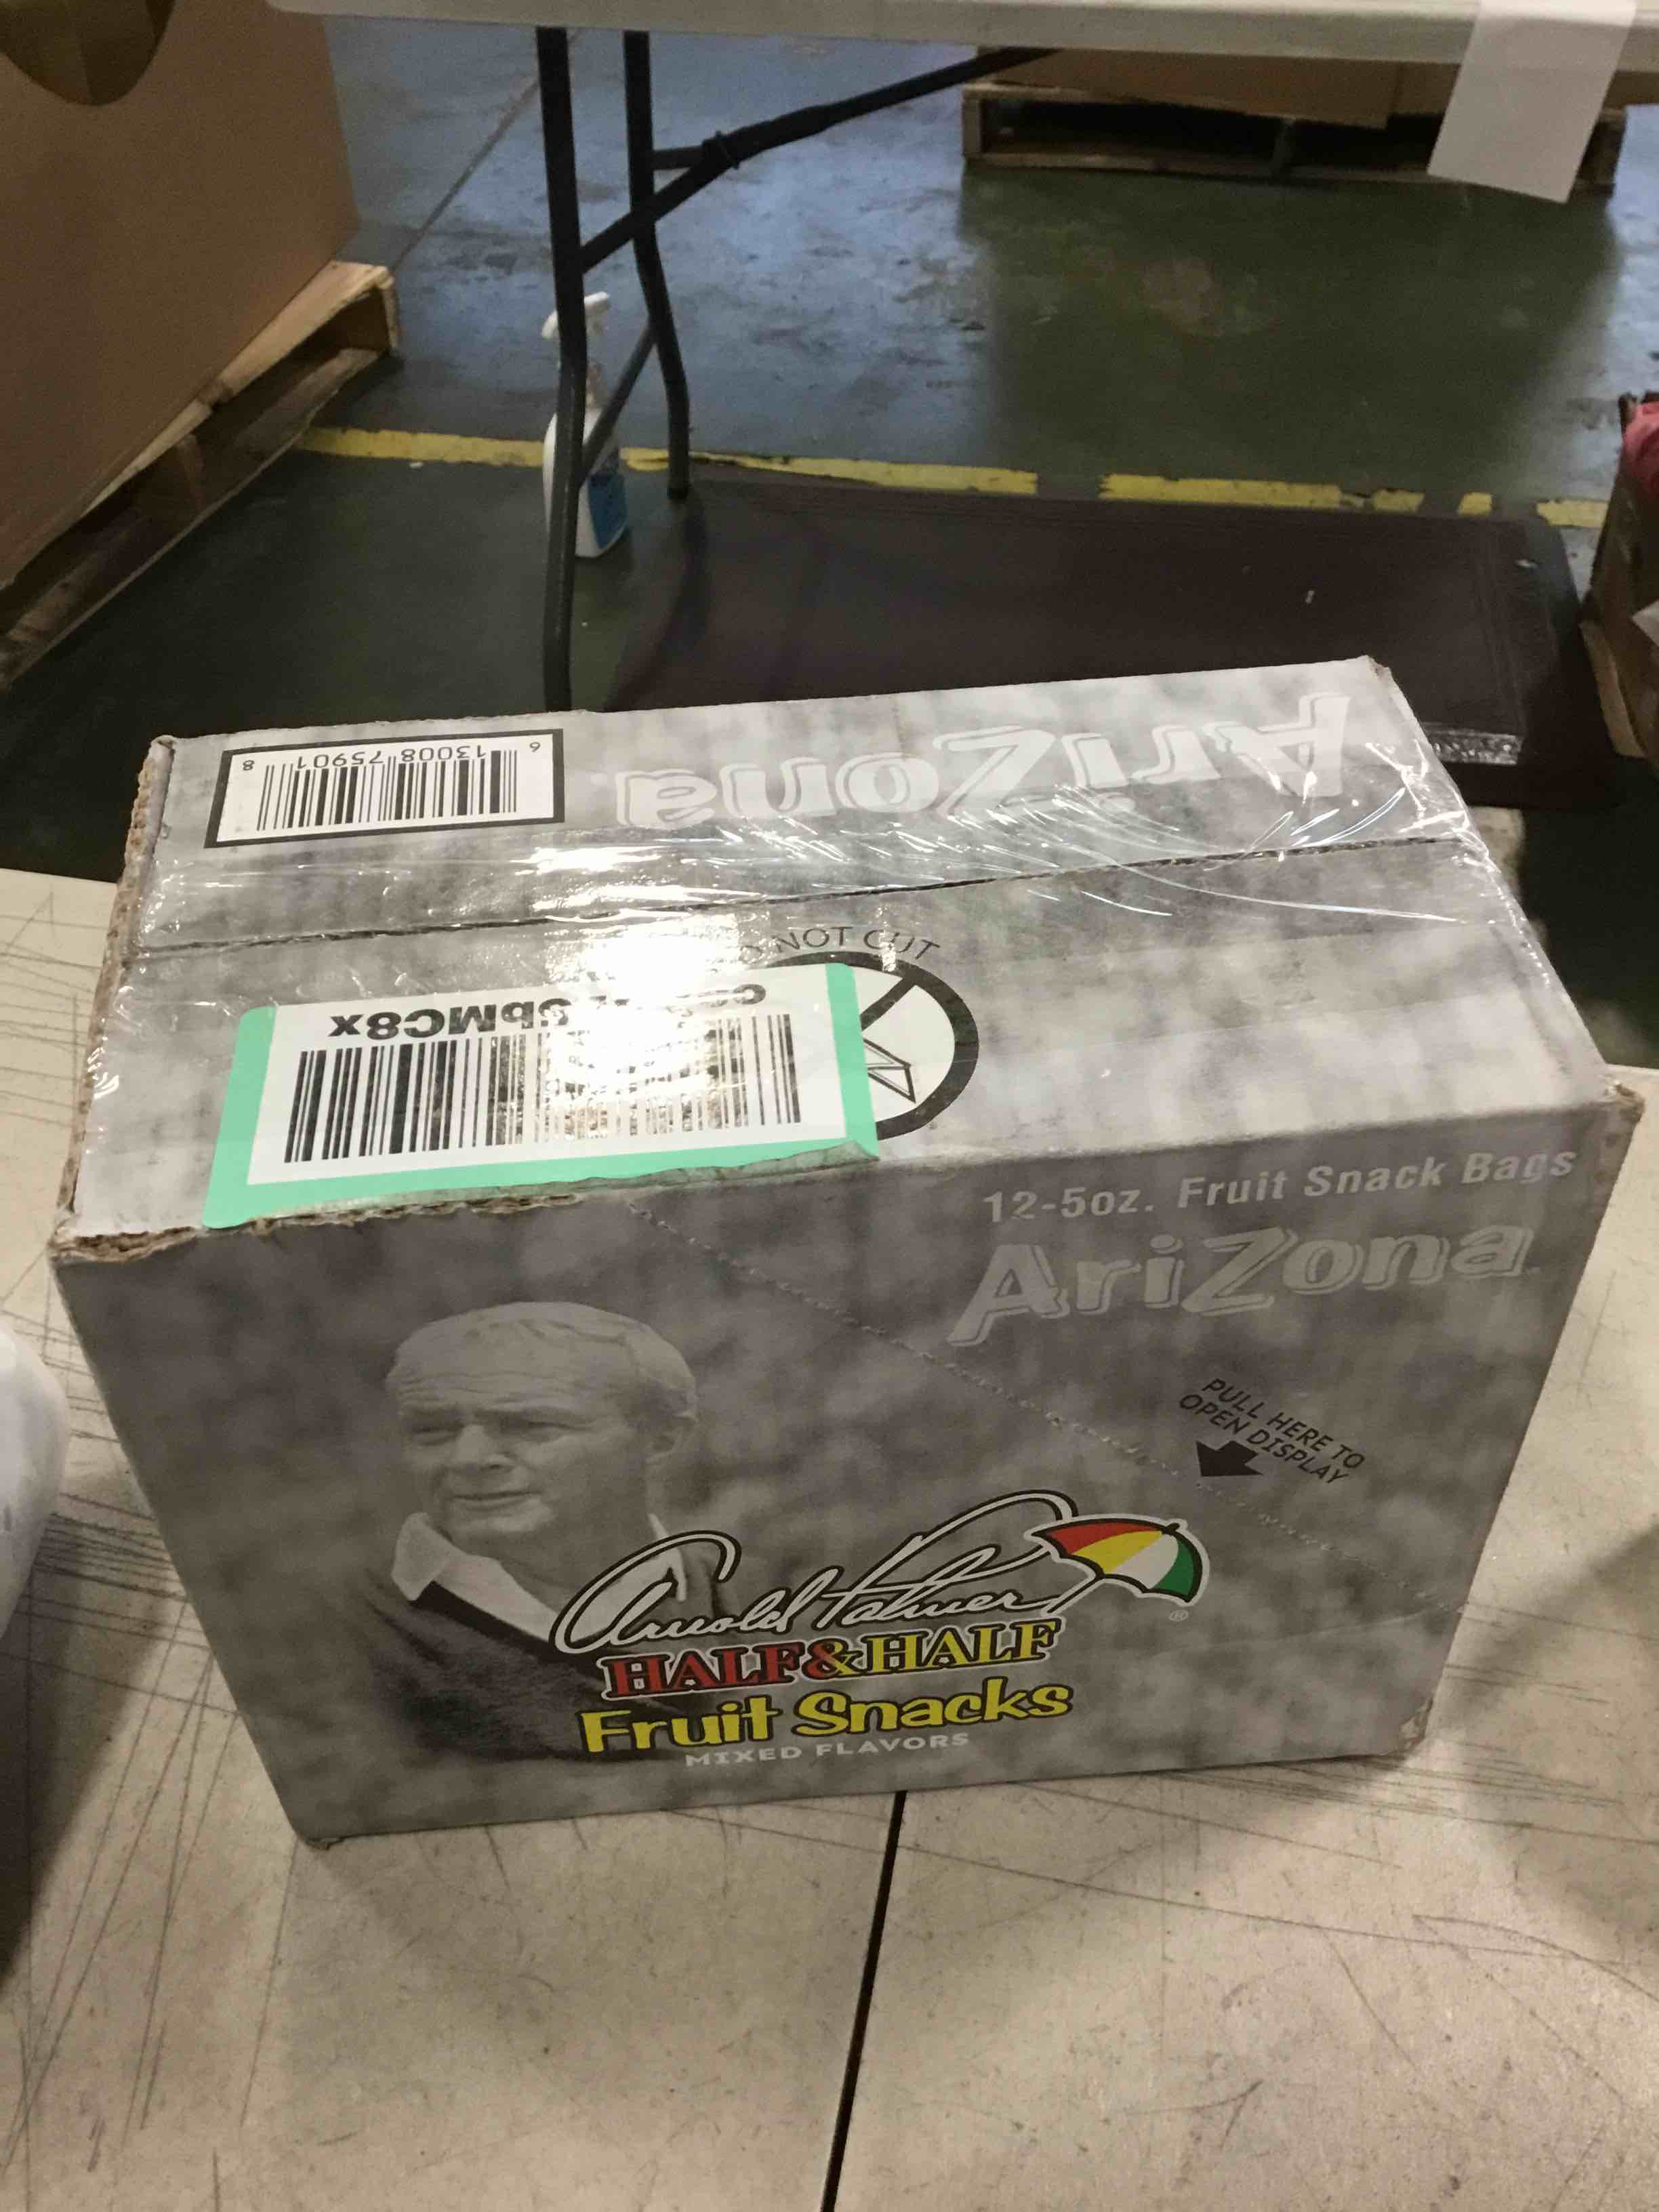 6 13008 75901 8
AriZona
NOT CUT
12-5oz. Fruit Snack Bags
AriZona
PULL HERE TO
OPEN DISPLAY
Arnold Palmer ®
HALF&HALF
Fruit Snacks
MIXED FLAVORS